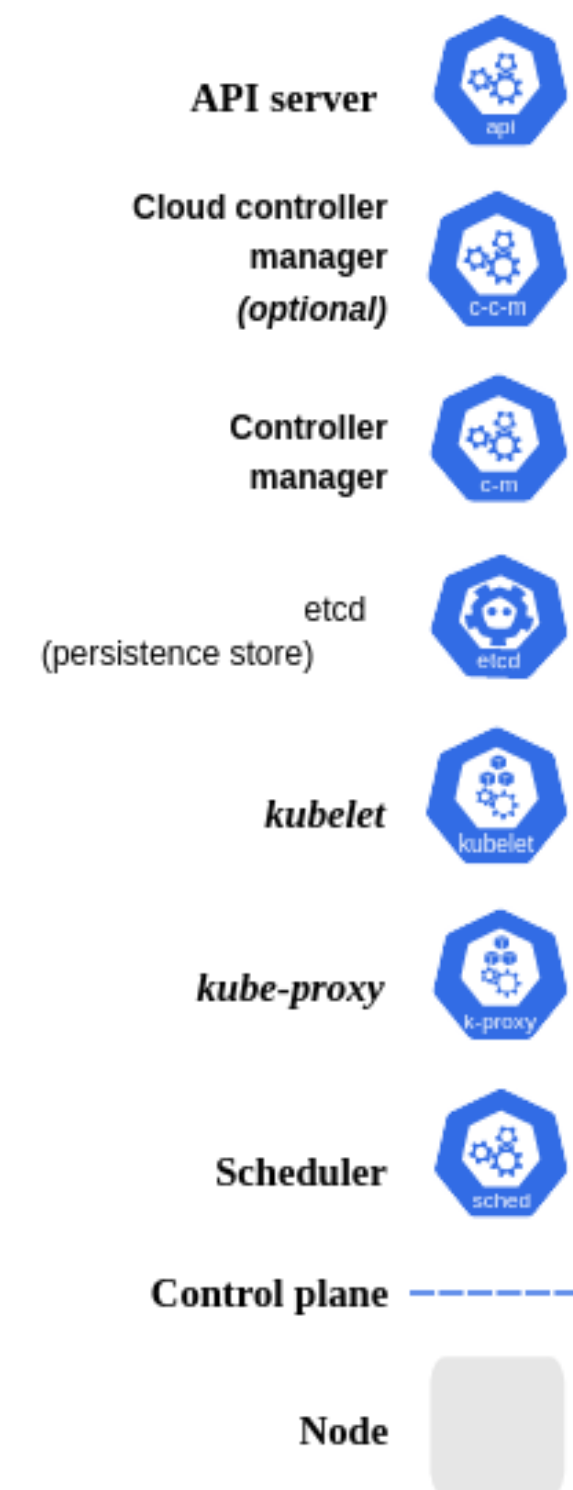 API server
api
Cloud controller
manager
(optional)
c-c-m
Controller
manager
c-m
etcd
(persistence store)
etcd
kubelet
kubelet
kube-proxy
k-proxy
Scheduler
sched
Control plane
Node